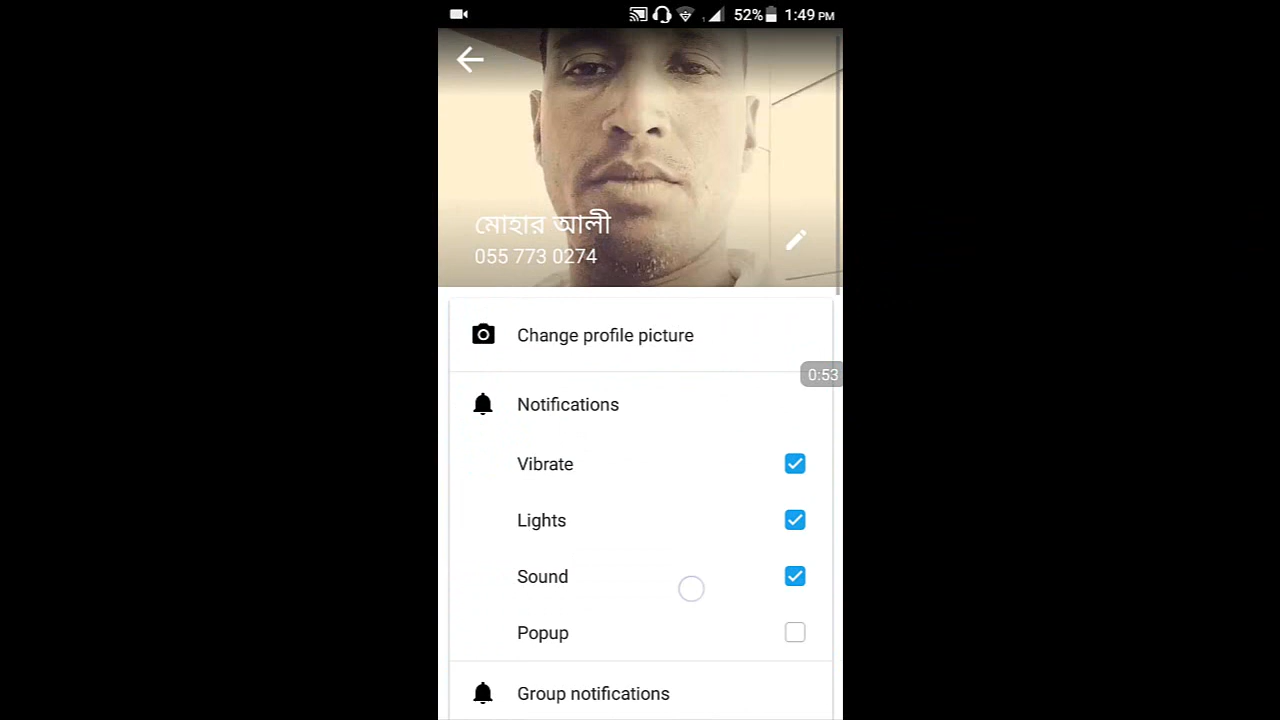 52% 1:49 PM
মোহার আলী
055 773 0274
Change profile picture
0:53
Notifications
Vibrate
Lights
Sound
Popup
Group notifications